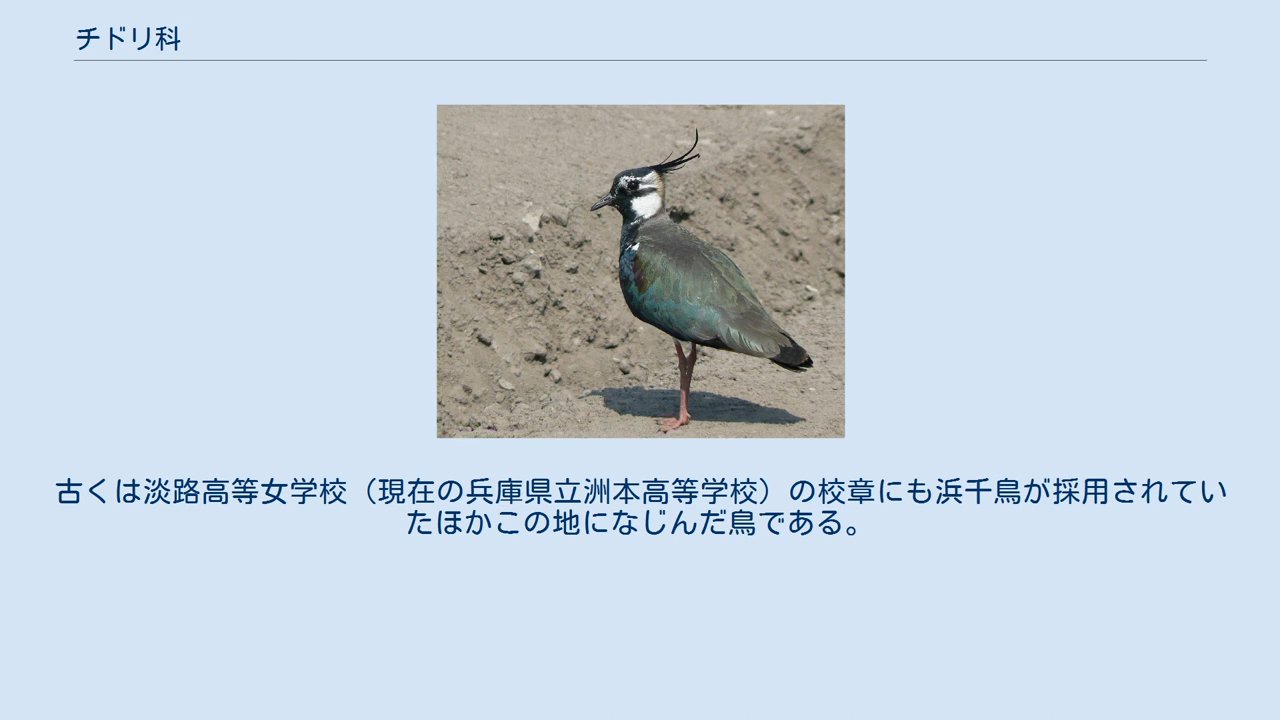 チドリ科
古くは淡路高等女学校（現在の兵庫県立洲本高等学校）の校章にも浜千鳥が採用されてい
たほかこの地になじんだ鳥である。